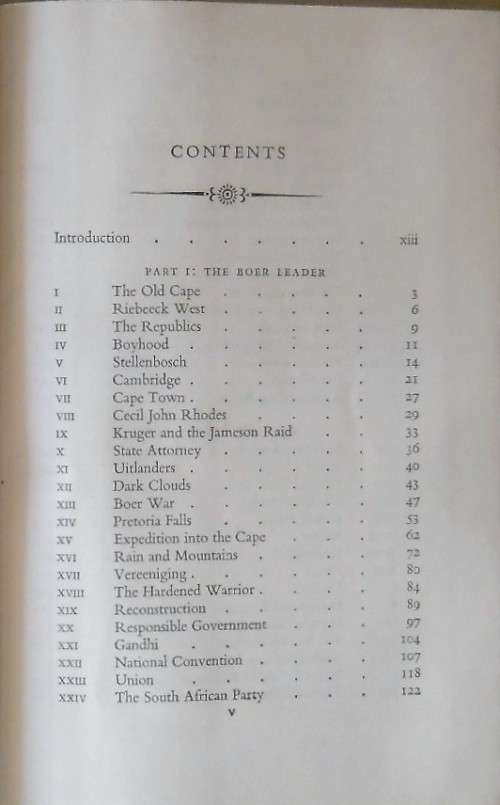 CONTENTS
Introduction . . . . . . . xiii
PART I: THE BOER LEADER
I The Old Cape . . . . . 3
II Riebeeck West . . . . . 6
III The Republics . . . . . 9
IV Boyhood . . . . . . 11
V Stellenbosch . . . . . 14
VI Cambridge . . . . . . 21
VII Cape Town . . . . . . 27
VIII Cecil John Rhodes . . . . 29
IX Kruger and the Jameson Raid . . 33
X State Attorney . . . . . 36
XI Uitlanders . . . . . . 40
XII Dark Clouds . . . . . 43
XIII Boer War . . . . . . 47
XIV Pretoria Falls . . . . . 53
XV Expedition into the Cape . . . 62
XVI Rain and Mountains . . . . 72
XVII Vereeniging . . . . . . 80
XVIII The Hardened Warrior . . . . 84
XIX Reconstruction . . . . . 89
XX Responsible Government . . . 97
XXI Gandhi . . . . . . 104
XXII National Convention . . . . 107
XXIII Union . . . . . . 118
XXIV The South African Party . . . 122
v